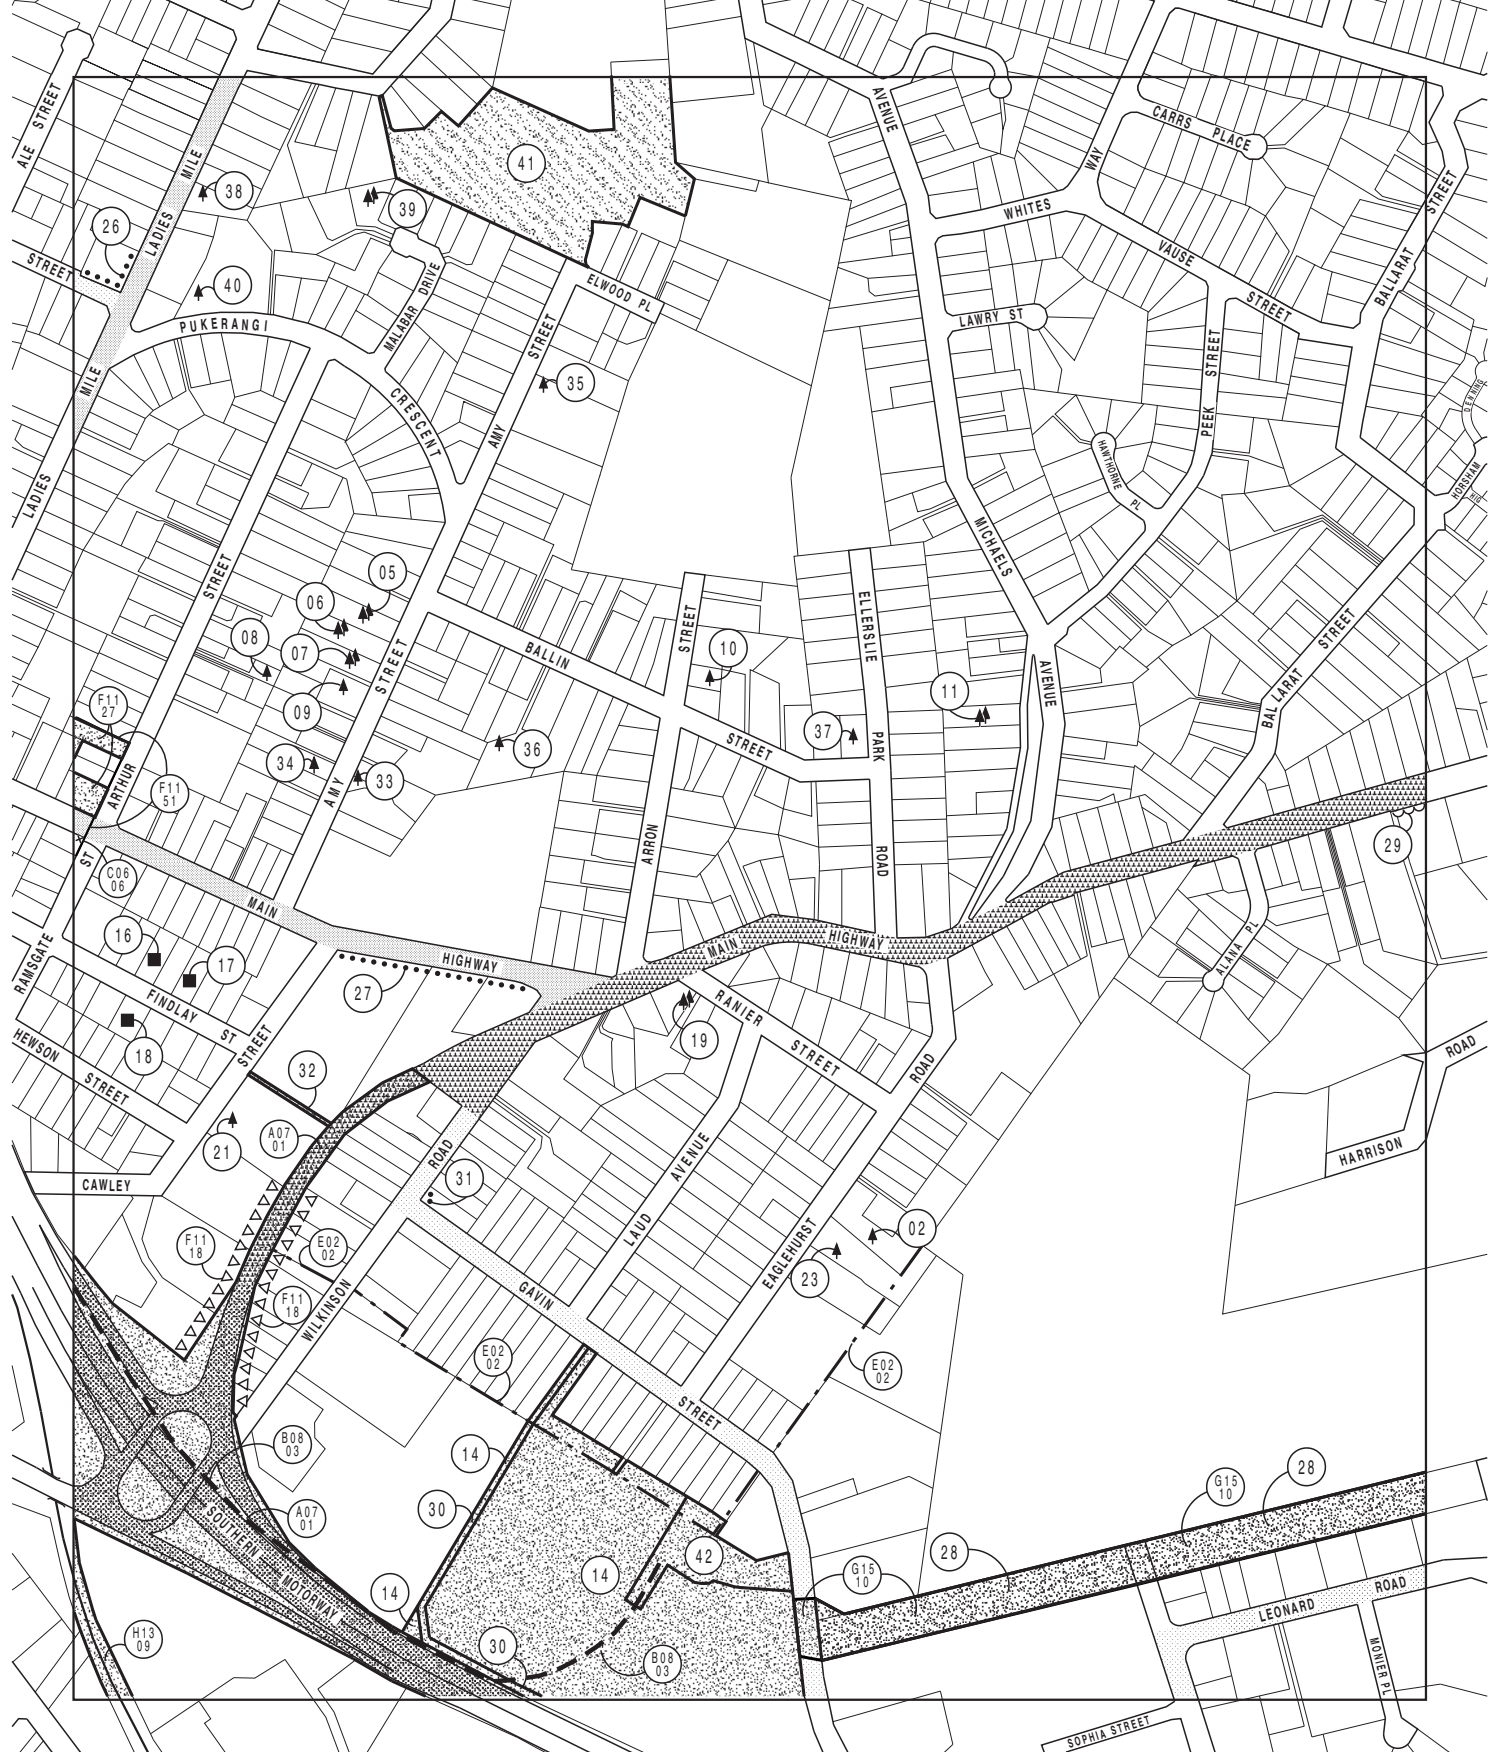 ALE STREET
MILE
LADIES
38
26
STREET
40
39
41
CARRS PLACE
AVENUE
WAY
WHITES
VAUSE
STREET
BALLARAT
STREET
PUKERANGI
MALABAR DRIVE
ELWOOD PL
LAWRY ST
MILE
LADIES
CRESCENT
AMY
STREET
35
PEEK STREET
HAWTHORNE
PL
DENNING
HORSHAM
MICHAELS
AVENUE
05
06
08
07
09
STREET
STREET
BALLIN
STREET
STREET
10
ELLERSLIE
PARK
ROAD
11
37
BALLARAT STREET
F11
27
ARTHUR
34
AMY
33
36
F11
51
ST
C06
06
ARRON
29
16
17
MAIN
HIGHWAY
MAIN
HIGHWAY
ALANA PL
RAMSGATE
27
FINDLAY ST
18
HEWSON
STREET
STREET
32
19
RANIER
STREET
ROAD
ROAD
HARRISON
21
A07
01
ROAD
31
AVENUE
LAUD
CAWLEY
F11
18
E02
02
F11
18
WILKINSON
GAVIN
EAGLEHURST
02
23
E02
02
E02
02
STREET
14
B08
03
A07
01
30
SOUTHERN
MOTORWAY
14
14
42
30
B08
03
H13
09
28
G15
10
G15
10
28
LEONARD
ROAD
MONIER PL
SOPHIA STREET